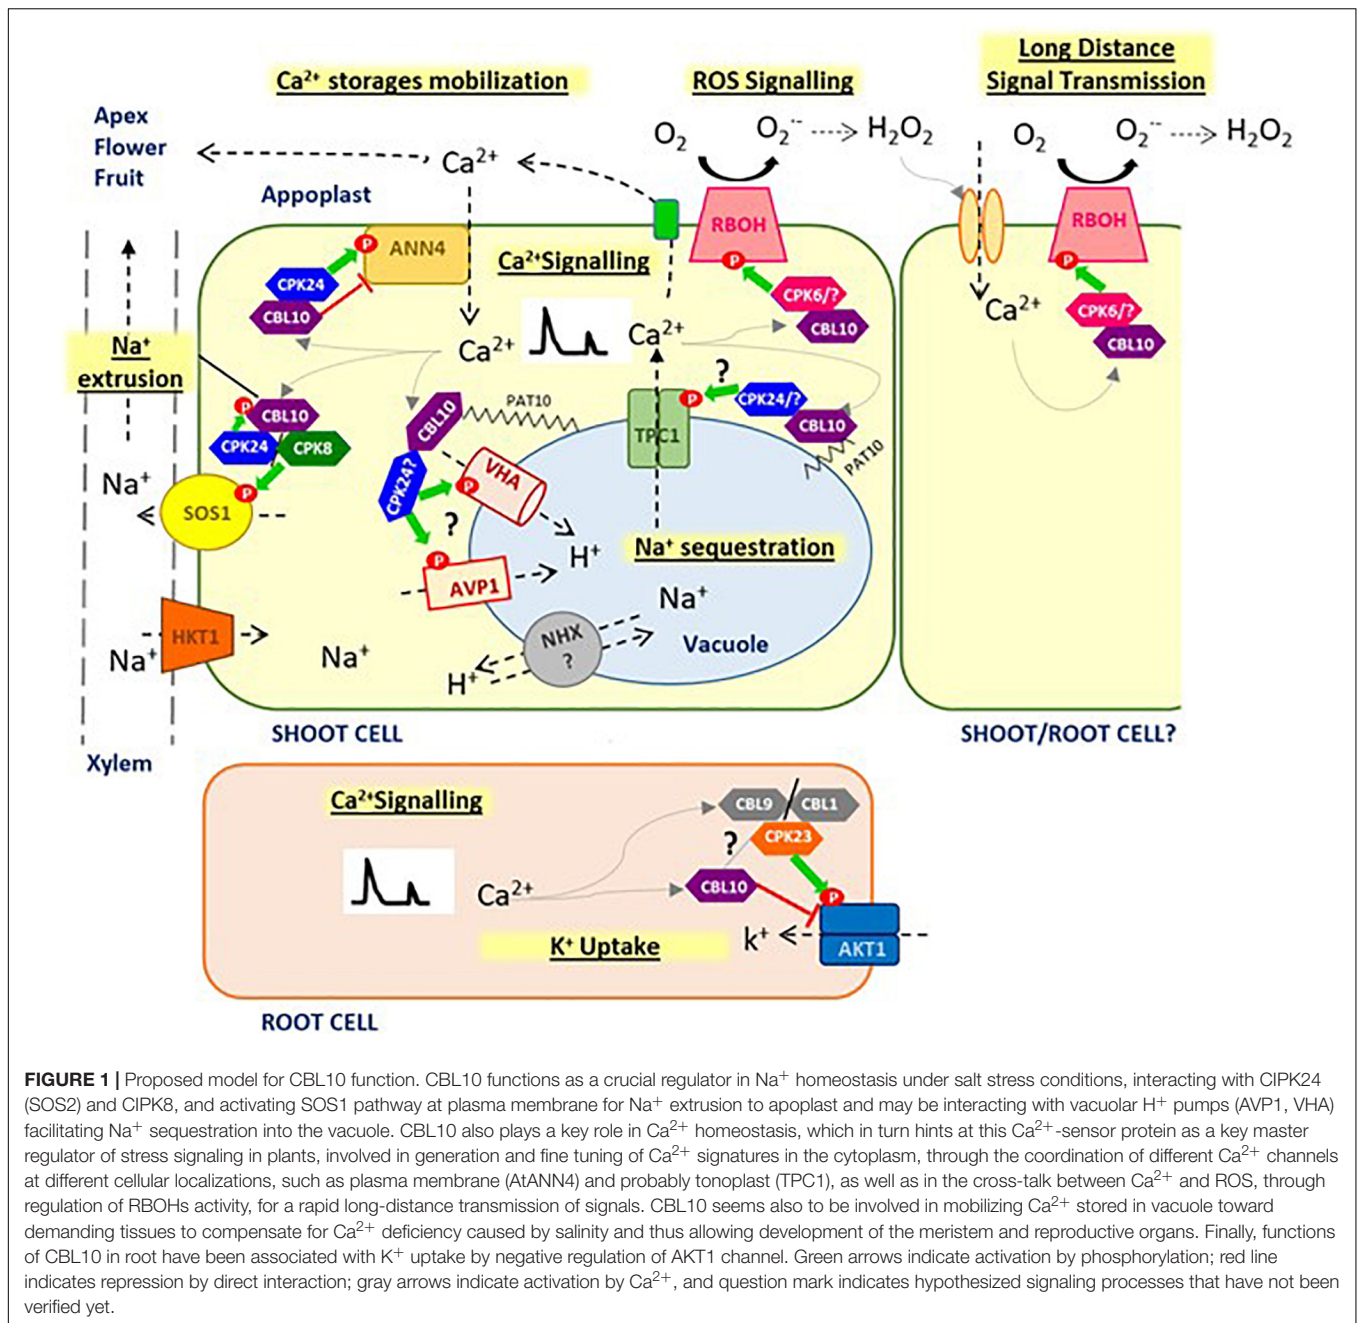 Long Distance
Signal Transmission
Ca²⁺ storages mobilization
ROS Signalling
Apex
Flower
Fruit
Ca²⁺
O₂
O₂˙⁻
H₂O₂
O₂
O₂˙⁻
H₂O₂
Appoplast
RBOH
RBOH
P
ANN4
Ca²⁺Signalling
P
P
CPK24
CPK6/?
CPK6/?
CBL10
CBL10
CBL10
Ca²⁺
Ca²⁺
Ca²⁺
Na⁺
extrusion
?
PAT10
P
CPK24/?
P
CBL10
CBL10
CBL10
TPC1
PAT10
CPK24
CPK8
VHA
CPK24?
Na⁺
P
P
SOS1
?
H⁺
Na⁺ sequestration
P
AVP1
Na⁺
HKT1
NHX
?
Vacuole
Na⁺
Na⁺
H⁺
SHOOT CELL
SHOOT/ROOT CELL?
Xylem
Ca²⁺Signalling
CBL9
CBL1
?
CPK23
Ca²⁺
CBL10
P
K⁺ Uptake
k⁺
AKT1
ROOT CELL
FIGURE 1 | Proposed model for CBL10 function. CBL10 functions as a crucial regulator in Na⁺ homeostasis under salt stress conditions, interacting with CIPK24
(SOS2) and CIPK8, and activating SOS1 pathway at plasma membrane for Na⁺ extrusion to apoplast and may be interacting with vacuolar H⁺ pumps (AVP1, VHA)
facilitating Na⁺ sequestration into the vacuole. CBL10 also plays a key role in Ca²⁺ homeostasis, which in turn hints at this Ca²⁺-sensor protein as a key master
regulator of stress signaling in plants, involved in generation and fine tuning of Ca²⁺ signatures in the cytoplasm, through the coordination of different Ca²⁺ channels
at different cellular localizations, such as plasma membrane (AtANN4) and probably tonoplast (TPC1), as well as in the cross-talk between Ca²⁺ and ROS, through
regulation of RBOHs activity, for a rapid long-distance transmission of signals. CBL10 seems also to be involved in mobilizing Ca²⁺ stored in vacuole toward
demanding tissues to compensate for Ca²⁺ deficiency caused by salinity and thus allowing development of the meristem and reproductive organs. Finally, functions
of CBL10 in root have been associated with K⁺ uptake by negative regulation of AKT1 channel. Green arrows indicate activation by phosphorylation; red line
indicates repression by direct interaction; gray arrows indicate activation by Ca²⁺, and question mark indicates hypothesized signaling processes that have not been
verified yet.